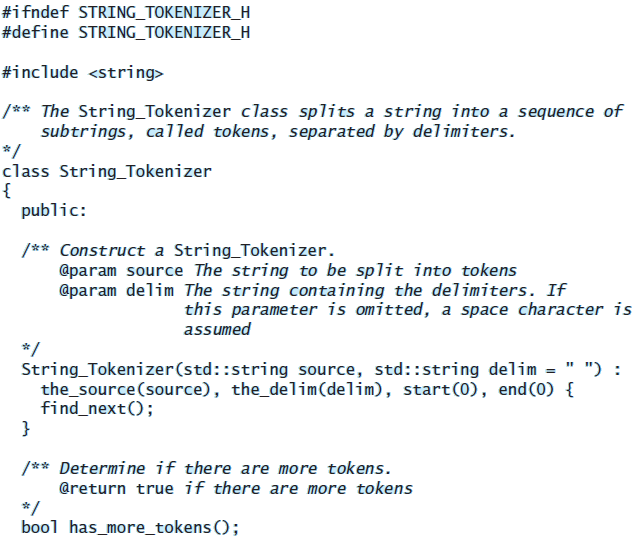 #ifndef STRING_TOKENIZER_H
#define STRING_TOKENIZER_H

#include <string>

/** The String_Tokenizer class splits a string into a sequence of
    subtrings, called tokens, separated by delimiters.
*/
class String_Tokenizer
{
  public:

  /** Construct a String_Tokenizer.
      @param source The string to be split into tokens
      @param delim The string containing the delimiters. If
                   this parameter is omitted, a space character is
                   assumed
  */
  String_Tokenizer(std::string source, std::string delim = " ") :
    the_source(source), the_delim(delim), start(0), end(0) {
    find_next();
  }

  /** Determine if there are more tokens.
      @return true if there are more tokens
  */
  bool has_more_tokens();